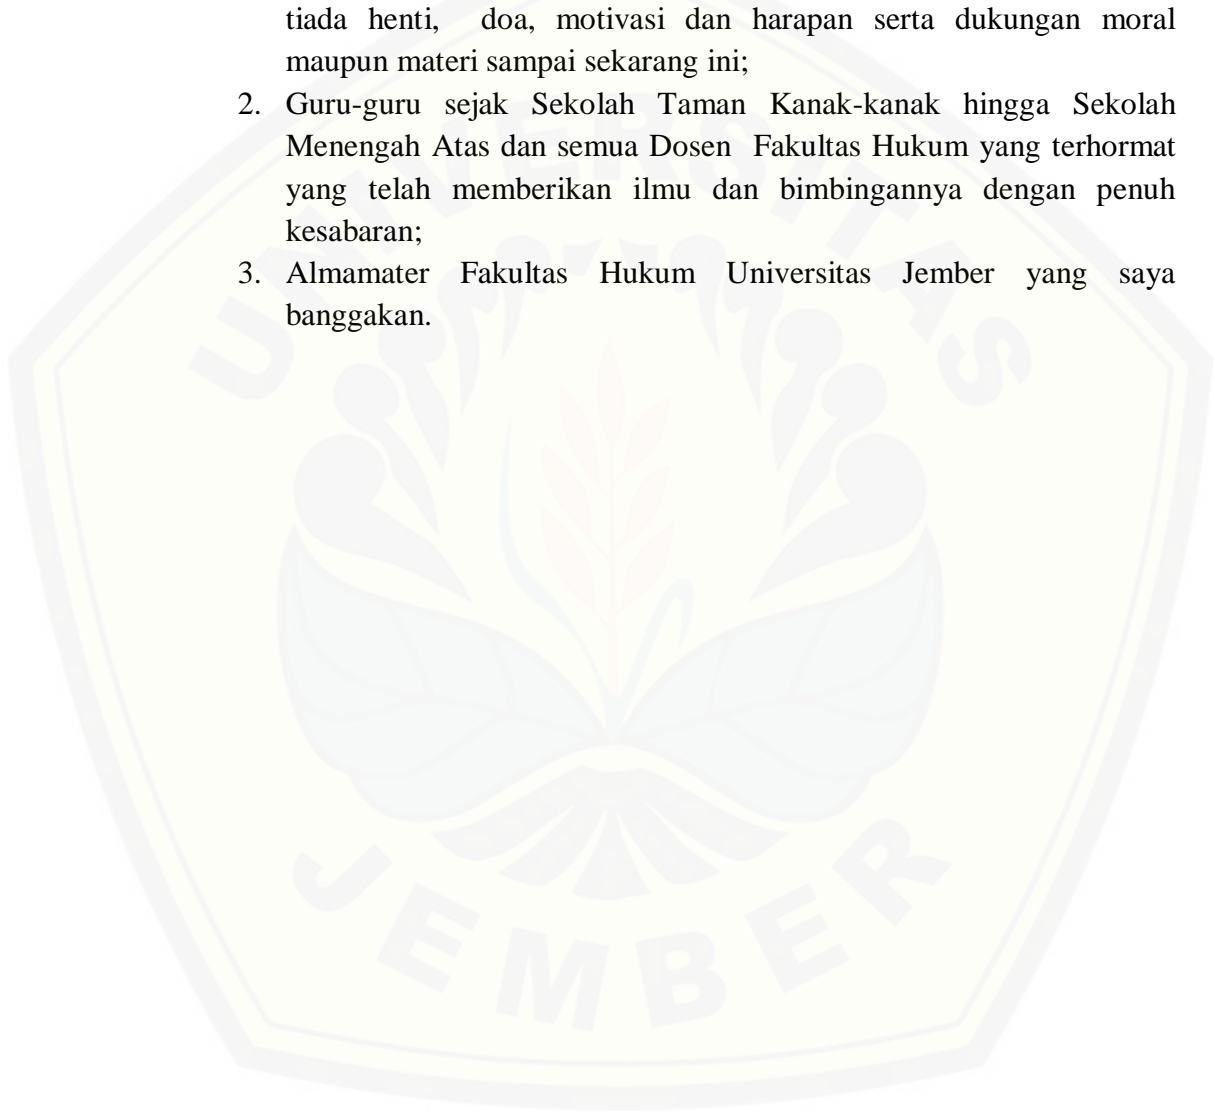 tiada henti, doa, motivasi dan harapan serta dukungan moral
maupun materi sampai sekarang ini;
2. Guru-guru sejak Sekolah Taman Kanak-kanak hingga Sekolah
Menengah Atas dan semua Dosen Fakultas Hukum yang terhormat
yang telah memberikan ilmu dan bimbingannya dengan penuh
kesabaran;
3. Almamater Fakultas Hukum Universitas Jember yang saya
banggakan.
UNIVERSITAS
JEMBER